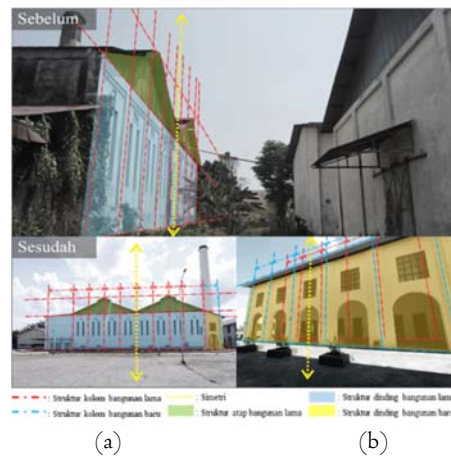 Sebelum
Sesudah
: Struktur kolom bangunan lama
: Simetri
: Struktur dinding bangunan lama
: Struktur kolom bangunan baru
: Struktur atap bangunan lama
: Struktur dinding bangunan baru
(a)
(b)